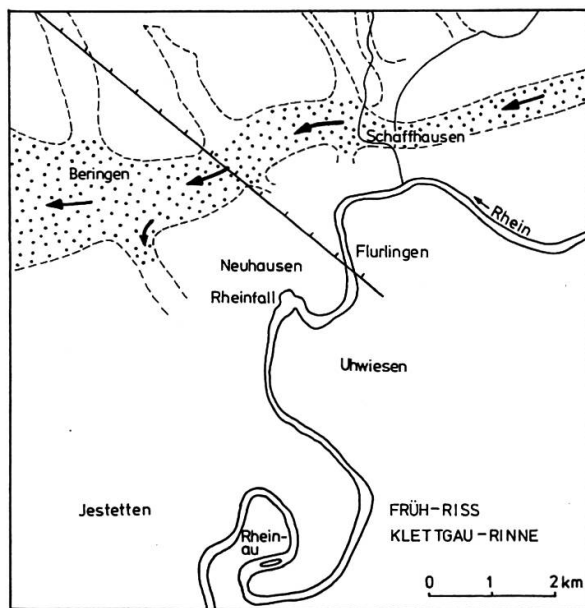 Schaffhausen
Beringen
Rhein
Flurlingen
Neuhausen
Rheinfall
Uhwiesen
Jestetten
FRÜH-RISS
KLETTGAU-RINNE
Rhein-
au
0 1 2 km